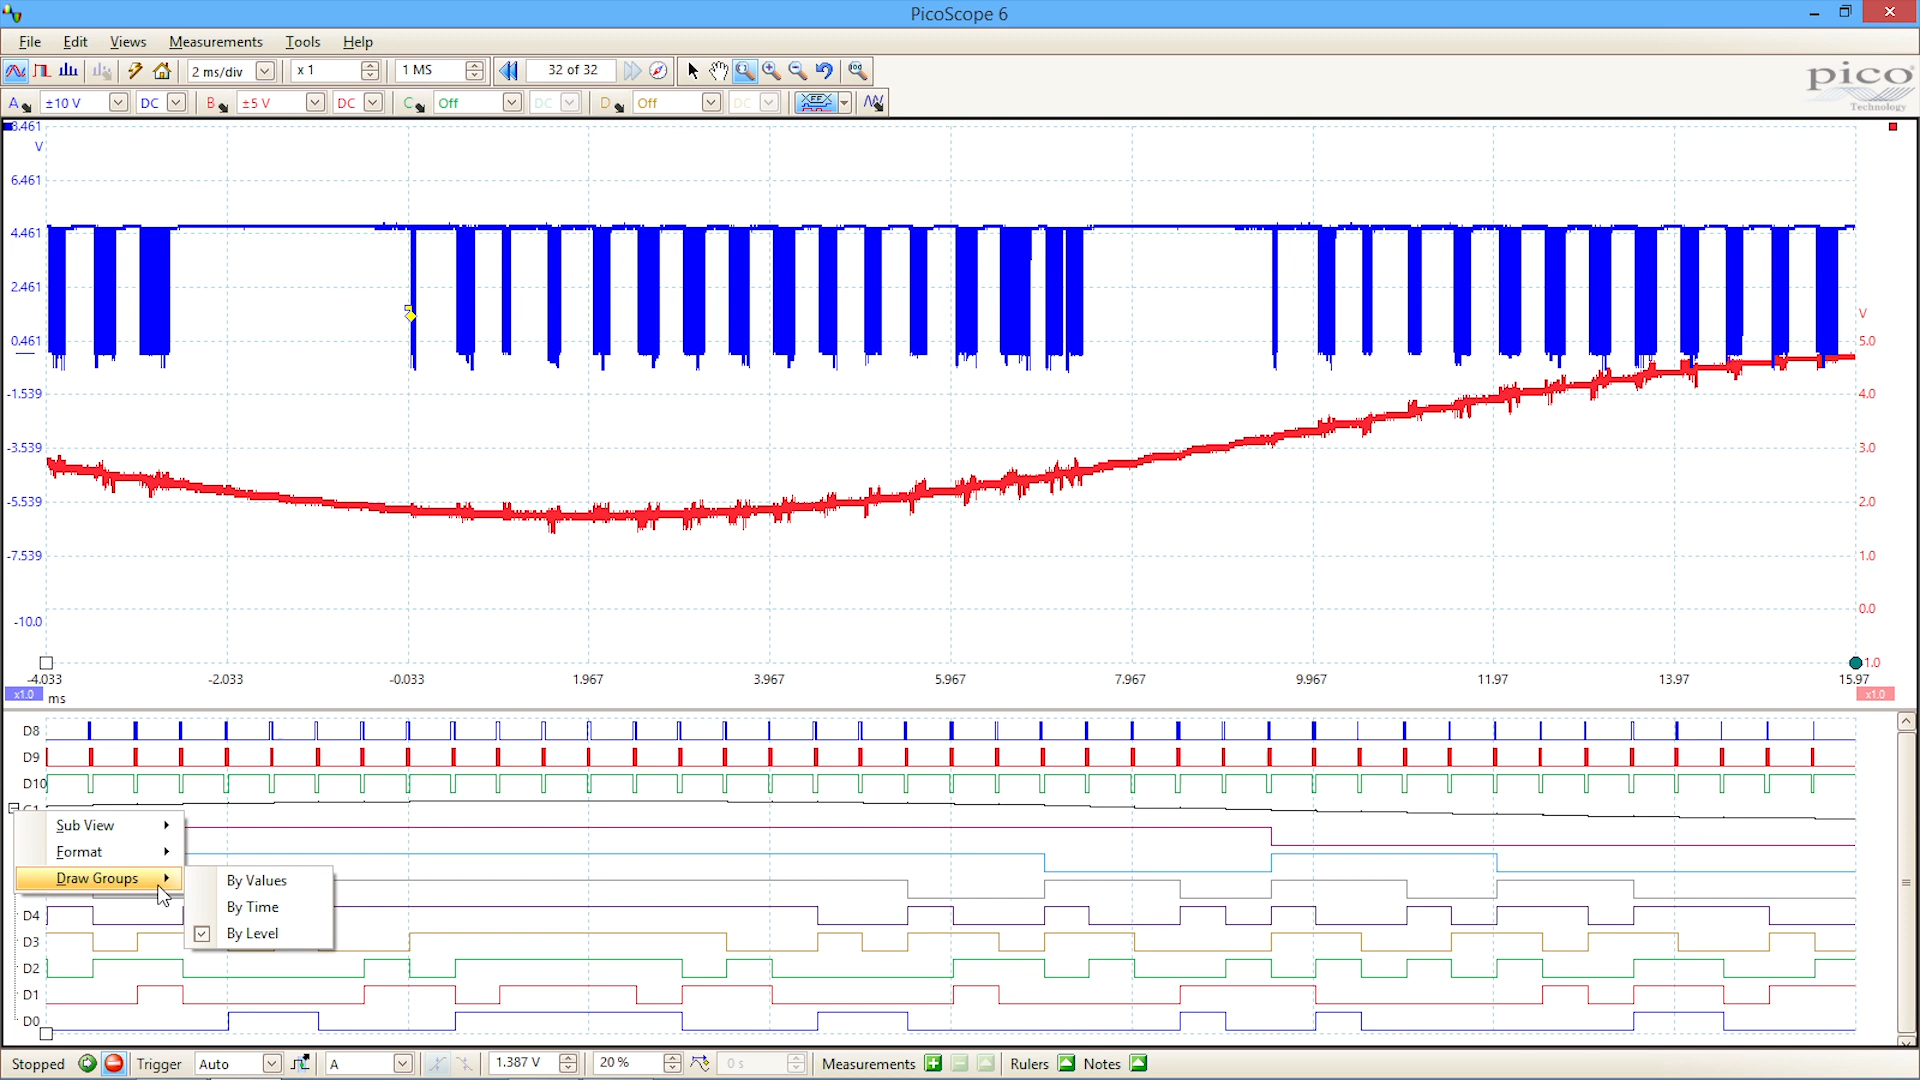 PicoScope 6
File Edit Views Measurements Tools Help
2 ms/div x 1 1 MS 32 of 32
pico
Technology
A ±10 V DC B ±5 V DC C Off DC D Off DC
8.461
V
6.461
4.461
2.461
0.461
-1.539
-3.539
-5.539
-7.539
-10.0
V
5.0
4.0
3.0
2.0
1.0
0.0
-1.0
-4.033 -2.033 -0.033 1.967 3.967 5.967 7.967 9.967 11.97 13.97 15.97
x1.0 ms x1.0
D8
D9
D10
Sub View
Format
Draw Groups
By Values
By Time
By Level
D4
D3
D2
D1
D0
Stopped Trigger Auto A 1.387 V 20 % 0 s Measurements Rulers Notes